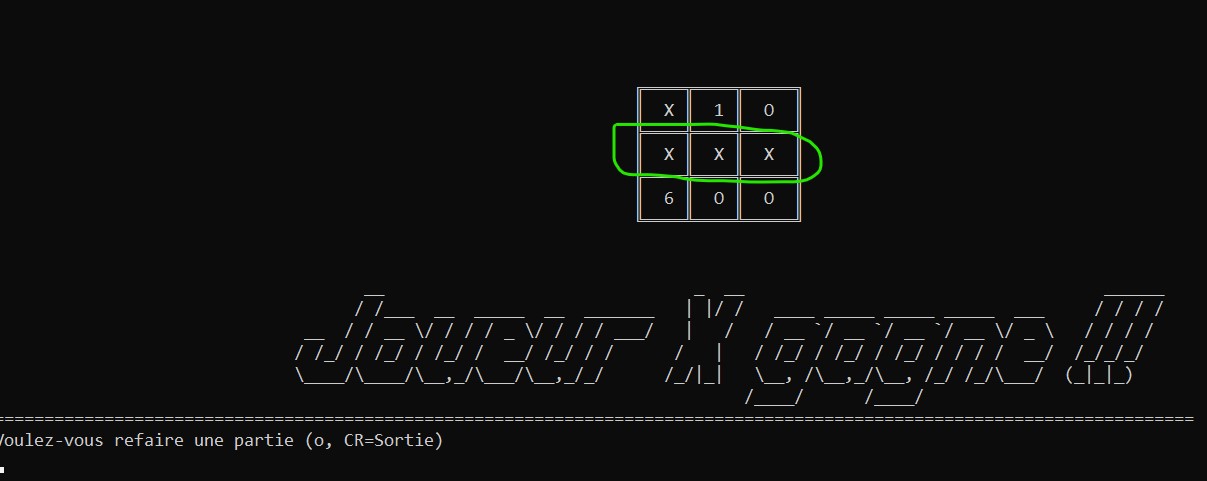 X 1 O
X X X
6 O O
Joueur X gagne !!
Voulez-vous refaire une partie (o, CR=Sortie)